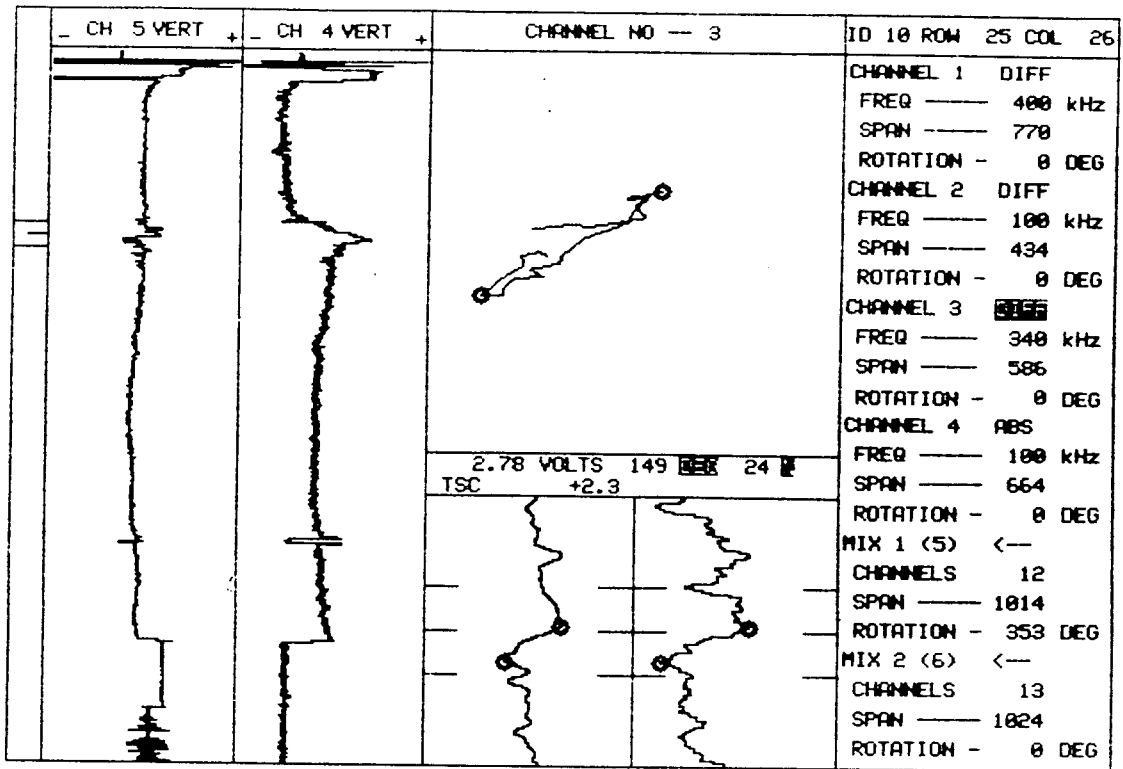 _ CH 5 VERT +
_ CH 4 VERT +
CHANNEL NO -- 3
ID 10 ROW 25 COL 26
CHANNEL 1 DIFF
FREQ ---- 400 kHz
SPAN ---- 770
ROTATION - 0 DEG
CHANNEL 2 DIFF
FREQ ---- 100 kHz
SPAN ---- 434
ROTATION - 0 DEG
CHANNEL 3 DIFF
FREQ ---- 340 kHz
SPAN ---- 586
ROTATION - 0 DEG
CHANNEL 4 ABS
FREQ ---- 100 kHz
SPAN ---- 664
ROTATION - 0 DEG
MIX 1 (5) <--
CHANNELS 12
SPAN ---- 1014
ROTATION - 353 DEG
MIX 2 (6) <--
CHANNELS 13
SPAN ---- 1024
ROTATION - 0 DEG
2.78 VOLTS 149 24
TSC +2.3